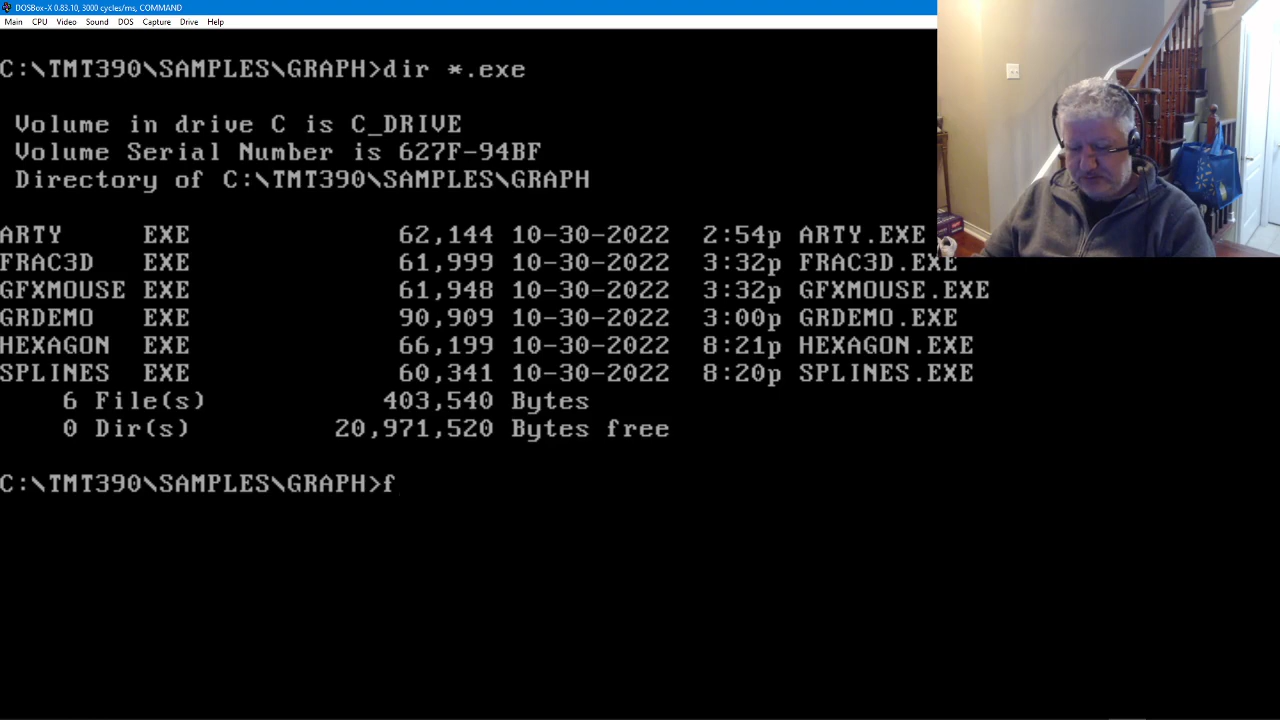 DOSBox-X 0.83.10, 3000 cycles/ms, COMMAND
Main CPU Video Sound DOS Capture Drive Help
C:\TMT390\SAMPLES\GRAPH>dir *.exe
Volume in drive C is C_DRIVE
Volume Serial Number is 627F-94BF
Directory of C:\TMT390\SAMPLES\GRAPH
ARTY EXE 62,144 10-30-2022 2:54p ARTY.EXE
FRAC3D EXE 61,999 10-30-2022 3:32p FRAC3D.EXE
GFXMOUSE EXE 61,948 10-30-2022 3:32p GFXMOUSE.EXE
GRDEMO EXE 90,909 10-30-2022 3:00p GRDEMO.EXE
HEXAGON EXE 66,199 10-30-2022 8:21p HEXAGON.EXE
SPLINES EXE 60,341 10-30-2022 8:20p SPLINES.EXE
6 File(s) 403,540 Bytes
0 Dir(s) 20,971,520 Bytes free
C:\TMT390\SAMPLES\GRAPH>f